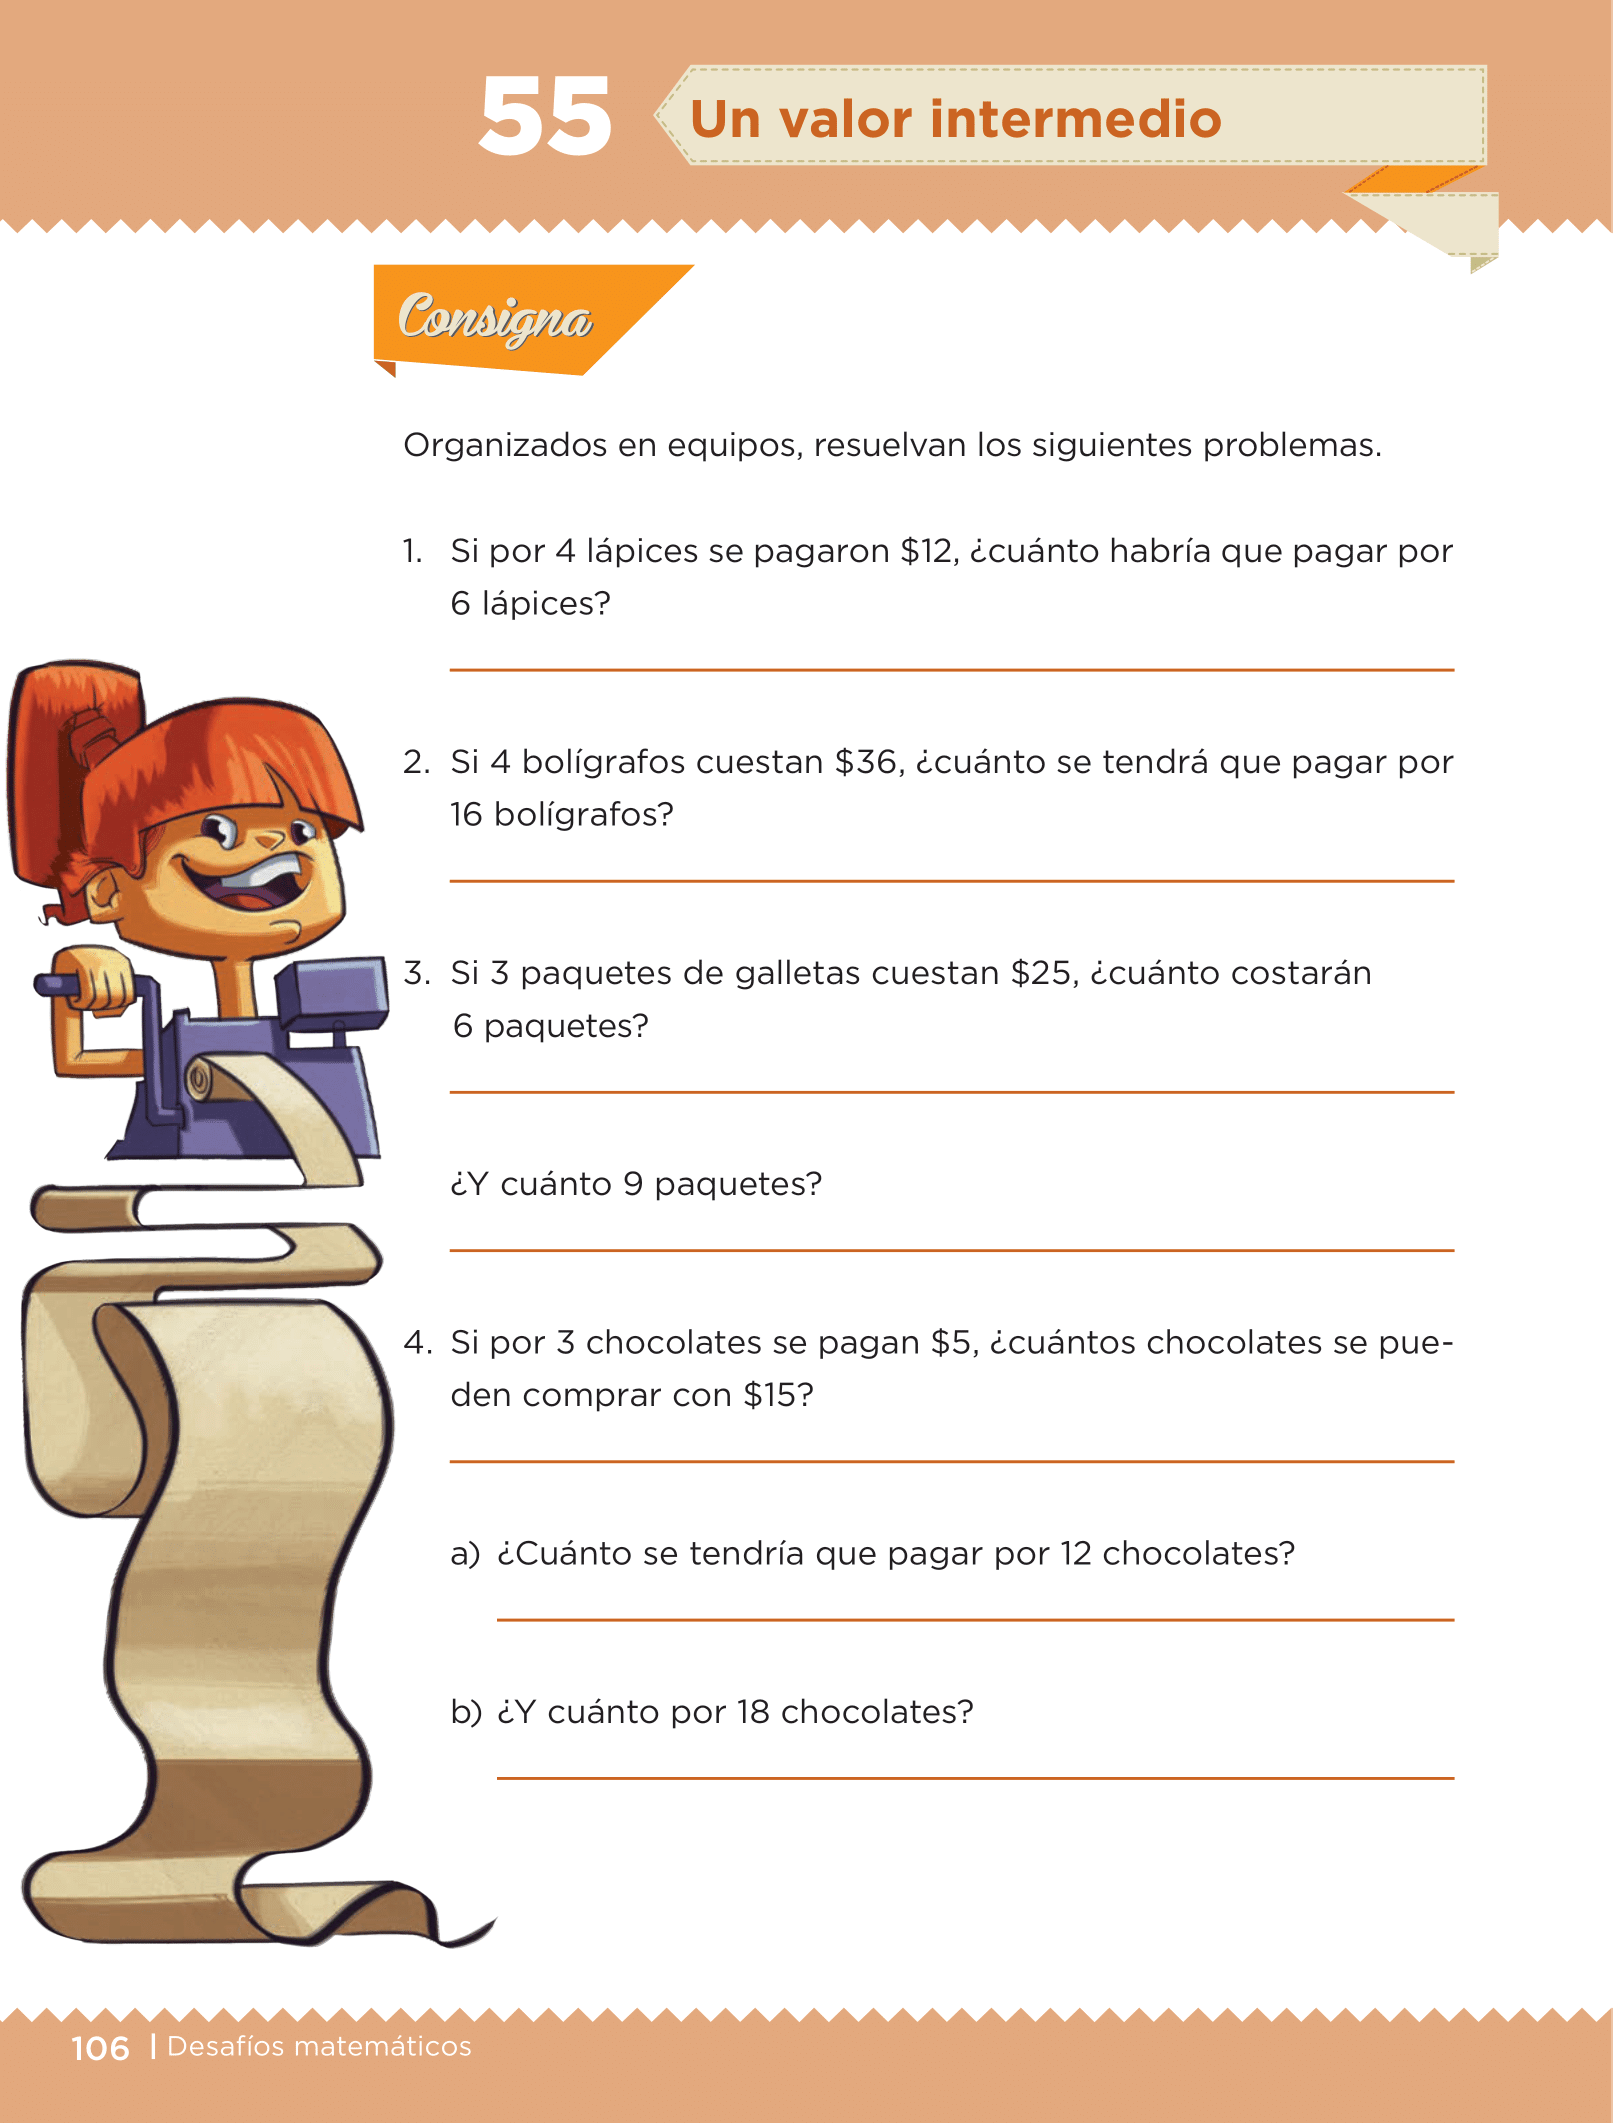 55
Un valor intermedio
Consigna
Organizados en equipos, resuelvan los siguientes problemas.
1. Si por 4 lápices se pagaron $12, ¿cuánto habría que pagar por
6 lápices?
2. Si 4 bolígrafos cuestan $36, ¿cuánto se tendrá que pagar por
16 bolígrafos?
3. Si 3 paquetes de galletas cuestan $25, ¿cuánto costarán
6 paquetes?
¿Y cuánto 9 paquetes?
4. Si por 3 chocolates se pagan $5, ¿cuántos chocolates se pue-
den comprar con $15?
a) ¿Cuánto se tendría que pagar por 12 chocolates?
b) ¿Y cuánto por 18 chocolates?
106 | Desafíos matemáticos